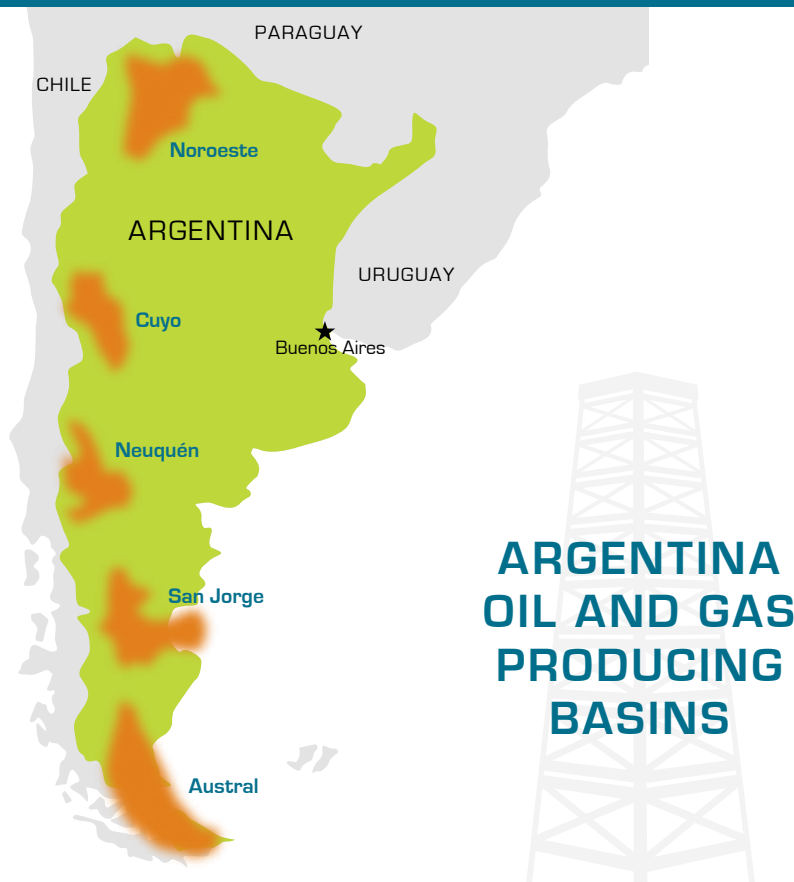 PARAGUAY
CHILE
Noroeste
ARGENTINA
URUGUAY
Cuyo
Buenos Aires
Neuquén
San Jorge
Austral
ARGENTINA
OIL AND GAS
PRODUCING
BASINS